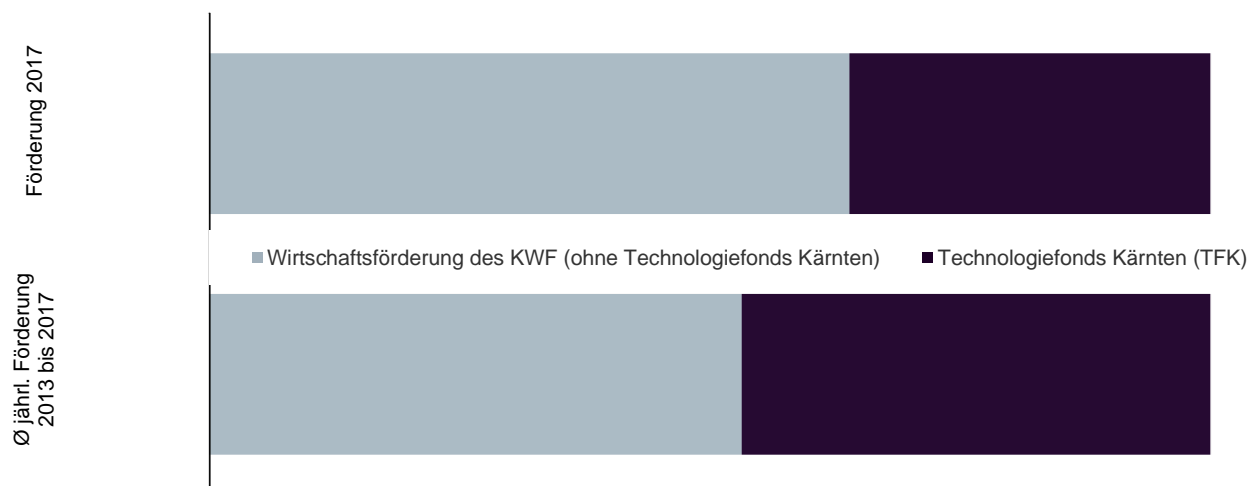 Förderung 2017
Wirtschaftsförderung des KWF (ohne Technologiefonds Kärnten)
Technologiefonds Kärnten (TFK)
Ø jährl. Förderung
2013 bis 2017